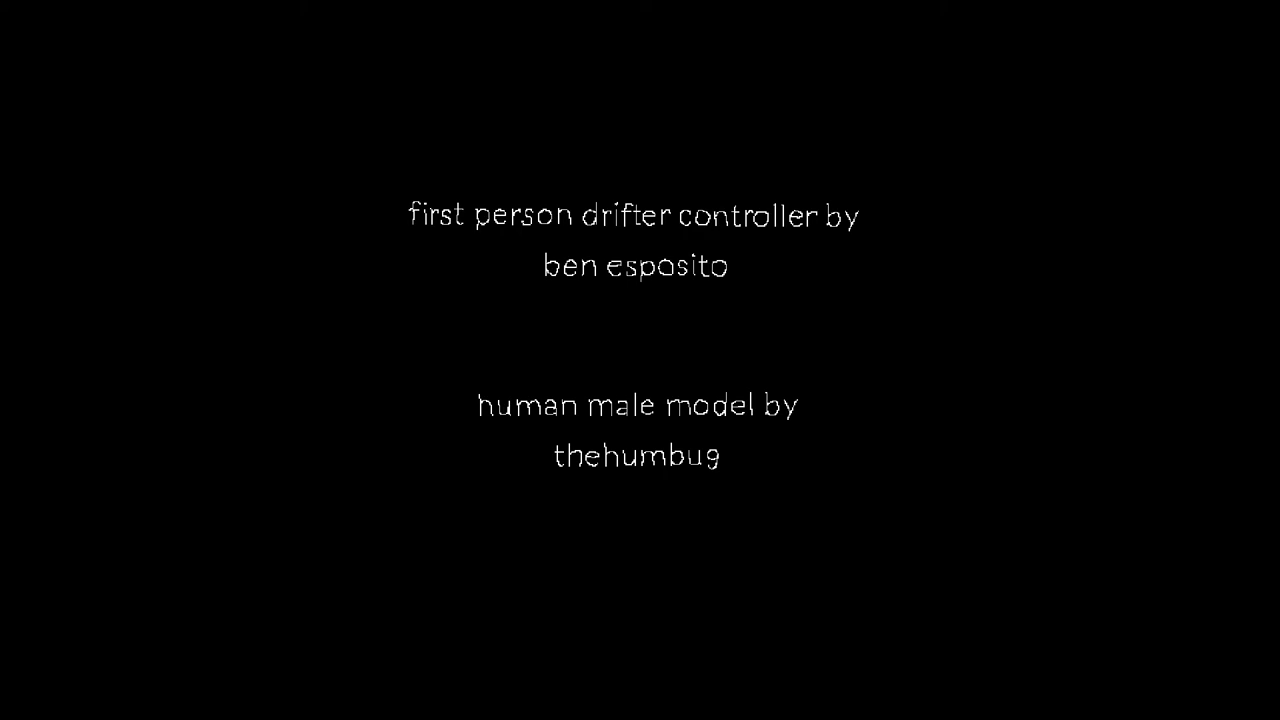 first person drifter controller by
ben esposito
human male model by
thehumbug